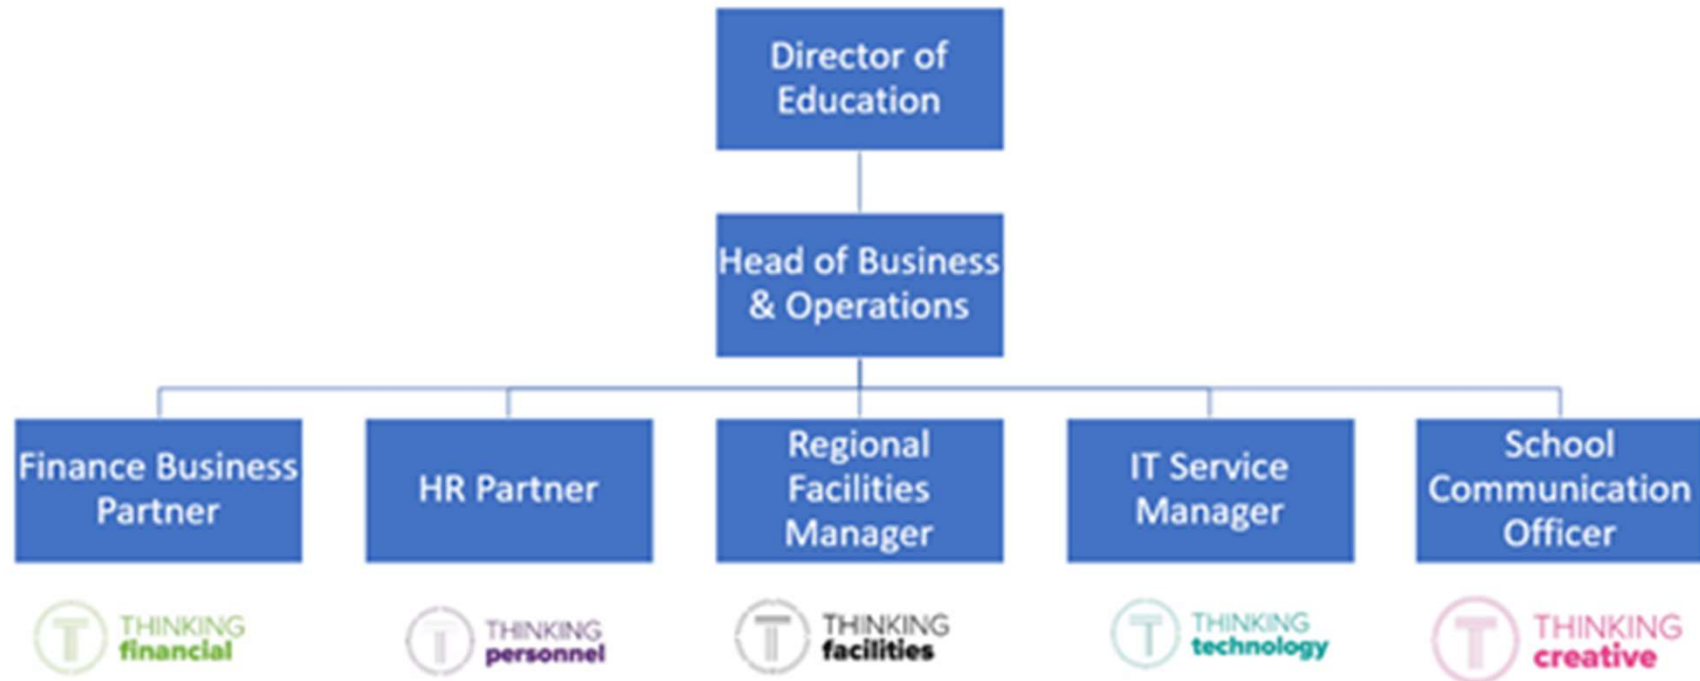 Director of
Education
Head of Business
& Operations
Finance Business
Partner
HR Partner
Regional
Facilities
Manager
IT Service
Manager
School
Communication
Officer
T THINKING
financial
T THINKING
personnel
T THINKING
facilities
T THINKING
technology
T THINKING
creative